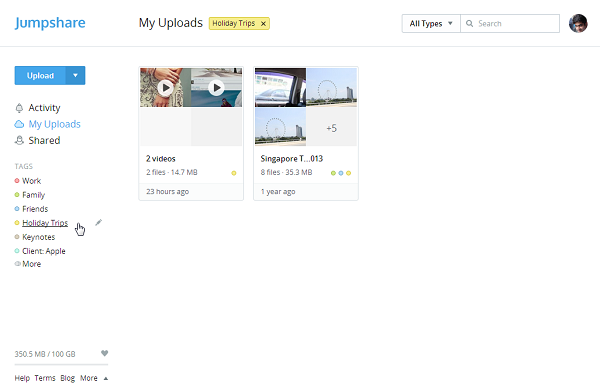 Jumpshare
My Uploads
Holiday Trips ×
All Types
Search
Upload
Activity
My Uploads
Shared
TAGS
Work
Family
Friends
Holiday Trips
Keynotes
Client: Apple
More
2 videos
2 files · 14.7 MB
23 hours ago
+5
Singapore T...013
8 files · 35.3 MB
1 year ago
350.5 MB / 100 GB
Help Terms Blog More